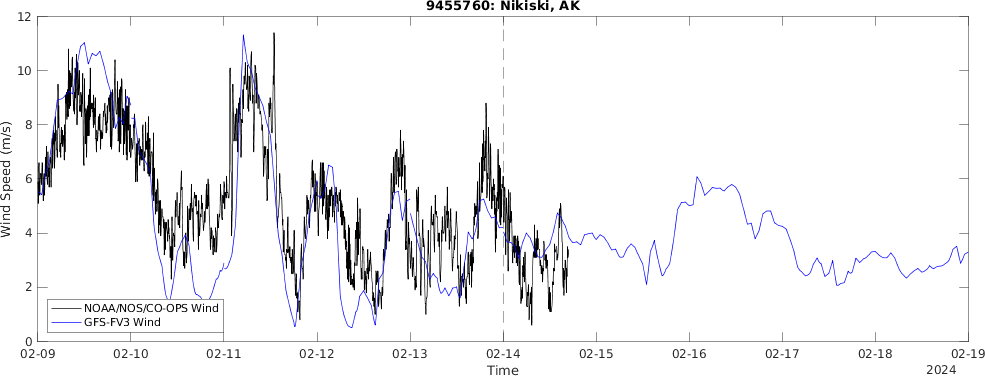 9455760: Nikiski, AK
Wind Speed (m/s)
12
10
8
6
4
2
0
NOAA/NOS/CO-OPS Wind
GFS-FV3 Wind
02-09 02-10 02-11 02-12 02-13 02-14 02-15 02-16 02-17 02-18 02-19
Time
2024